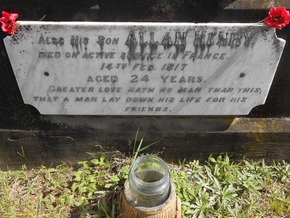 Also His Son ALLAN HENRY
DIED ON ACTIVE SERVICE IN FRANCE.
14TH FEB. 1917
AGED 24 YEARS.
GREATER LOVE HATH NO MAN THAN THIS,
THAT A MAN LAY DOWN HIS LIFE FOR HIS
FRIENDS.